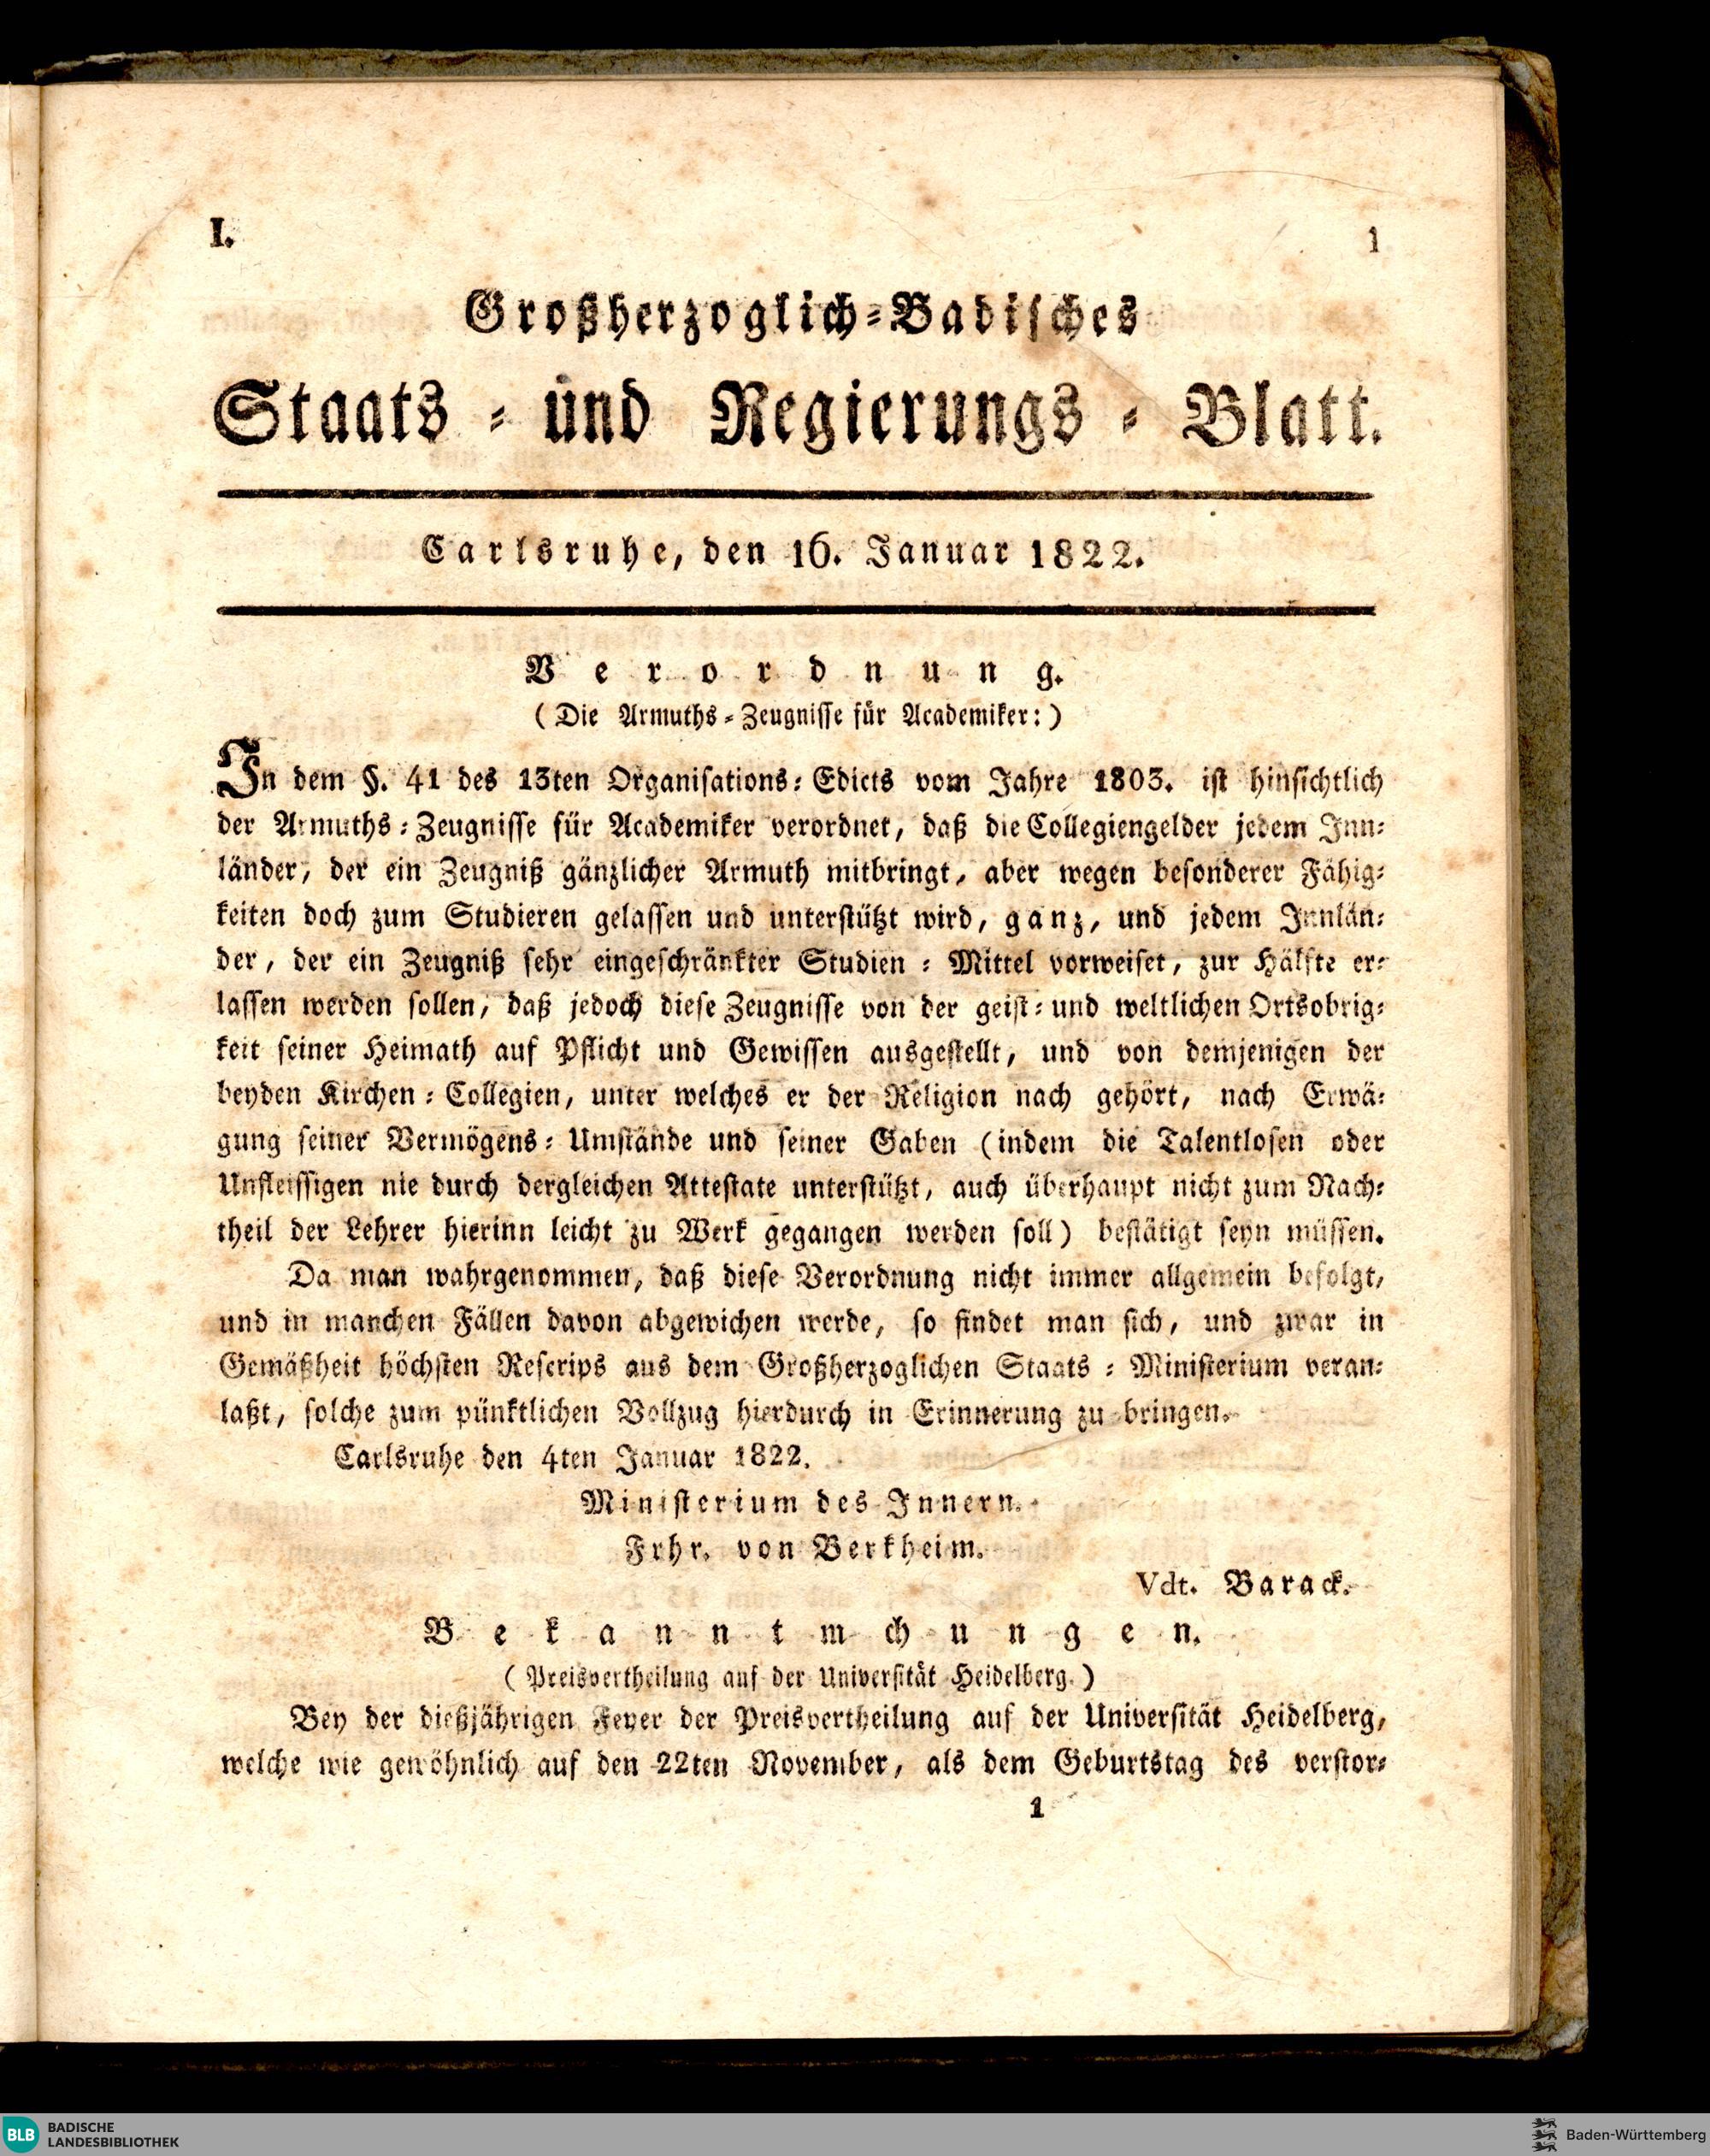 I.
1
Großherzoglich-Badisches
Staats - und Regierungs - Blatt.
Carlsruhe, den 16. Januar 1822.
Verordnung.
(Die Armuths-Zeugnisse für Academiker:)
In dem §. 41 des 13ten Organisations-Edicts vom Jahre 1803. ist hinsichtlich
der Armuths-Zeugnisse für Academiker verordnet, daß die Collegiengelder jedem Inn-
länder, der ein Zeugniß gänzlicher Armuth mitbringt, aber wegen besonderer Fähig-
keiten doch zum Studieren gelassen und unterstützt wird, ganz, und jedem Innlän-
der, der ein Zeugniß sehr eingeschränkter Studien-Mittel vorweiset, zur Hälfte er-
lassen werden sollen, daß jedoch diese Zeugnisse von der geist- und weltlichen Ortsobrig-
keit seiner Heimath auf Pflicht und Gewissen ausgestellt, und von demjenigen der
beyden Kirchen-Collegien, unter welches er der Religion nach gehört, nach Erwä-
gung seiner Vermögens-Umstände und seiner Gaben (indem die Talentlosen oder
Unfleissigen nie durch dergleichen Attestate unterstützt, auch überhaupt nicht zum Nach-
theil der Lehrer hierinn leicht zu Werk gegangen werden soll) bestätigt seyn müssen.
Da man wahrgenommen, daß diese Verordnung nicht immer allgemein befolgt,
und in manchen Fällen davon abgewichen werde, so findet man sich, und zwar in
Gemäßheit höchsten Rescrips aus dem Großherzoglichen Staats-Ministerium veran-
laßt, solche zum pünktlichen Vollzug hierdurch in Erinnerung zu bringen.
Carlsruhe den 4ten Januar 1822.
Ministerium des Innern.
Frhr. von Berkheim.
Vdt. Barack.
Bekanntmchungen.
(Preisvertheilung auf der Universität Heidelberg.)
Bey der dießjährigen Feyer der Preisvertheilung auf der Universität Heidelberg,
welche wie gewöhnlich auf den 22ten November, als dem Geburtstag des verstor-
1
BLB BADISCHE
LANDESBIBLIOTHEK
Baden-Württemberg